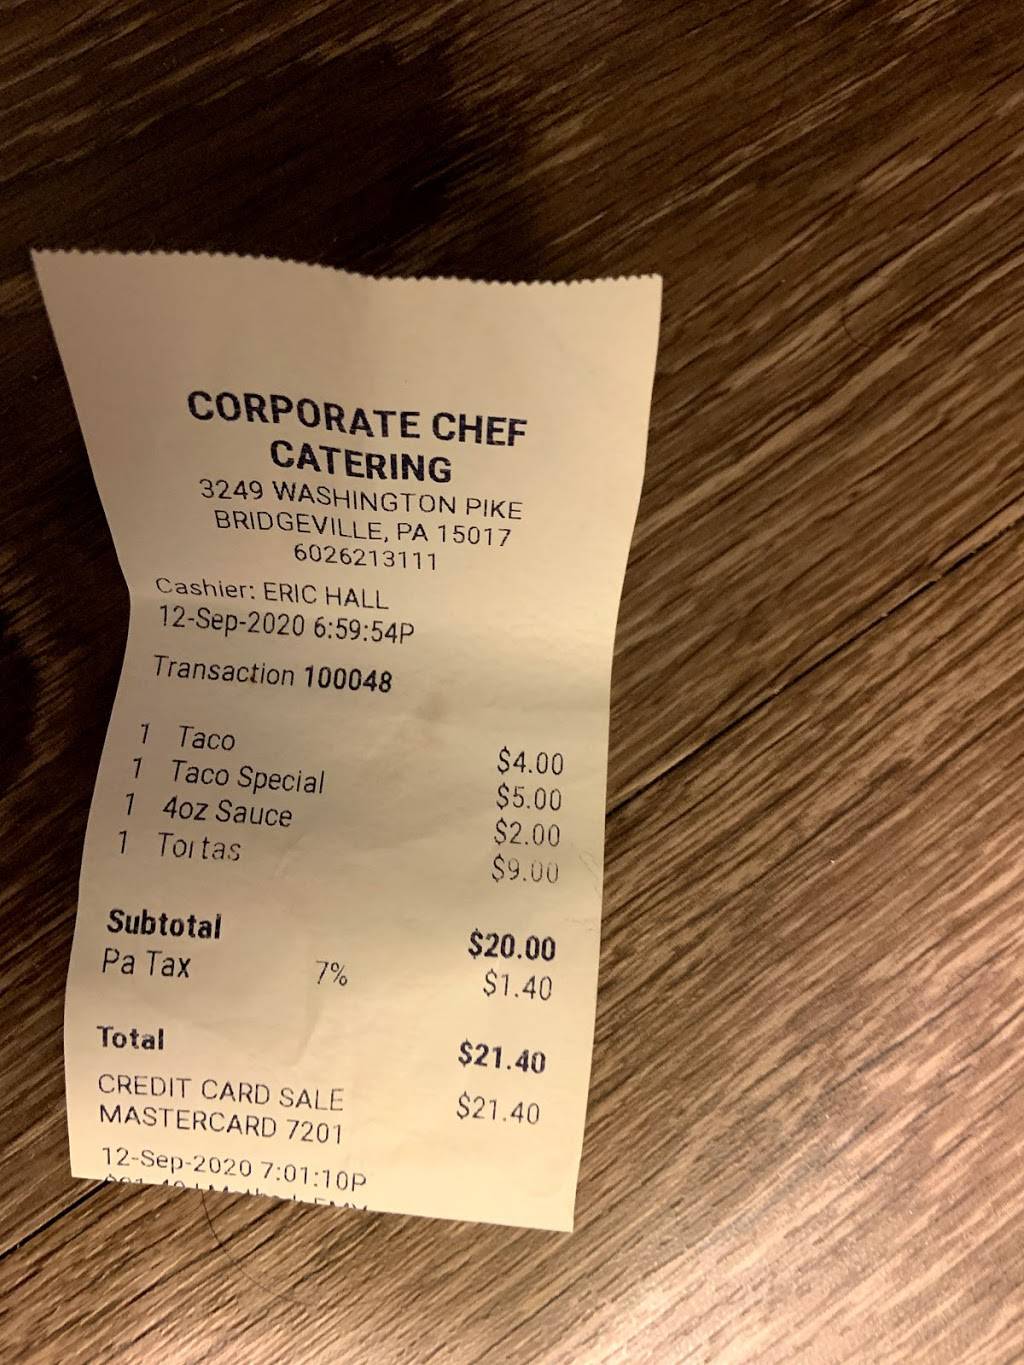 CORPORATE CHEF
CATERING
3249 WASHINGTON PIKE
BRIDGEVILLE, PA 15017
6026213111
Cashier: ERIC HALL
12-Sep-2020 6:59:54P
Transaction 100048
1 Taco $4.00
1 Taco Special $5.00
1 4oz Sauce $2.00
1 Tortas $9.00
Subtotal $20.00
Pa Tax 7% $1.40
Total $21.40
CREDIT CARD SALE $21.40
MASTERCARD 7201
12-Sep-2020 7:01:10P